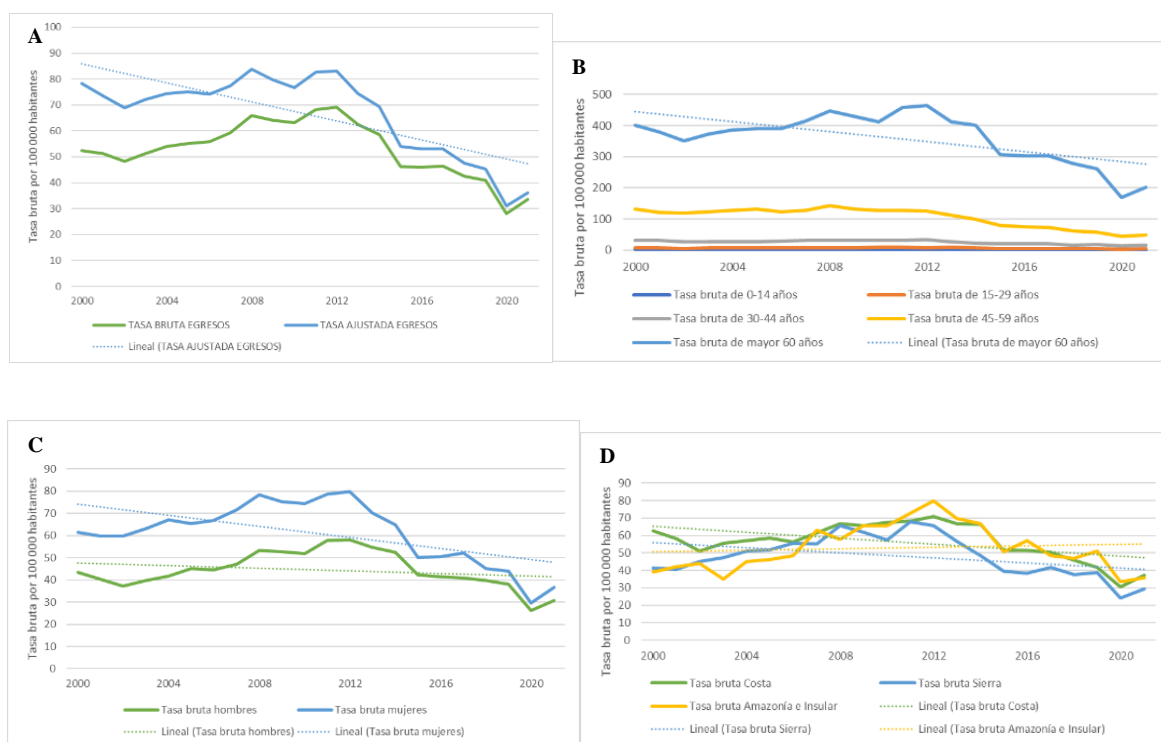 A
Tasa bruta por 100 000 habitantes
100
90
80
70
60
50
40
30
20
10
0
2000 2004 2008 2012 2016 2020
TASA BRUTA EGRESOS TASA AJUSTADA EGRESOS
Lineal (TASA AJUSTADA EGRESOS)
B
Tasa bruta por 100 000 habitantes
500
400
300
200
100
0
2000 2004 2008 2012 2016 2020
Tasa bruta de 0-14 años Tasa bruta de 15-29 años
Tasa bruta de 30-44 años Tasa bruta de 45-59 años
Tasa bruta de mayor 60 años Lineal (Tasa bruta de mayor 60 años)
C
Tasa bruta por 100 000 habitantes
90
80
70
60
50
40
30
20
10
0
2000 2004 2008 2012 2016 2020
Tasa bruta hombres Tasa bruta mujeres
Lineal (Tasa bruta hombres) Lineal (Tasa bruta mujeres)
D
Tasa bruta por 100 000 habitantes
90
80
70
60
50
40
30
20
10
0
2000 2004 2008 2012 2016 2020
Tasa bruta Costa Tasa bruta Sierra
Tasa bruta Amazonía e Insular Lineal (Tasa bruta Costa)
Lineal (Tasa bruta Sierra) Lineal (Tasa bruta Amazonía e Insular)